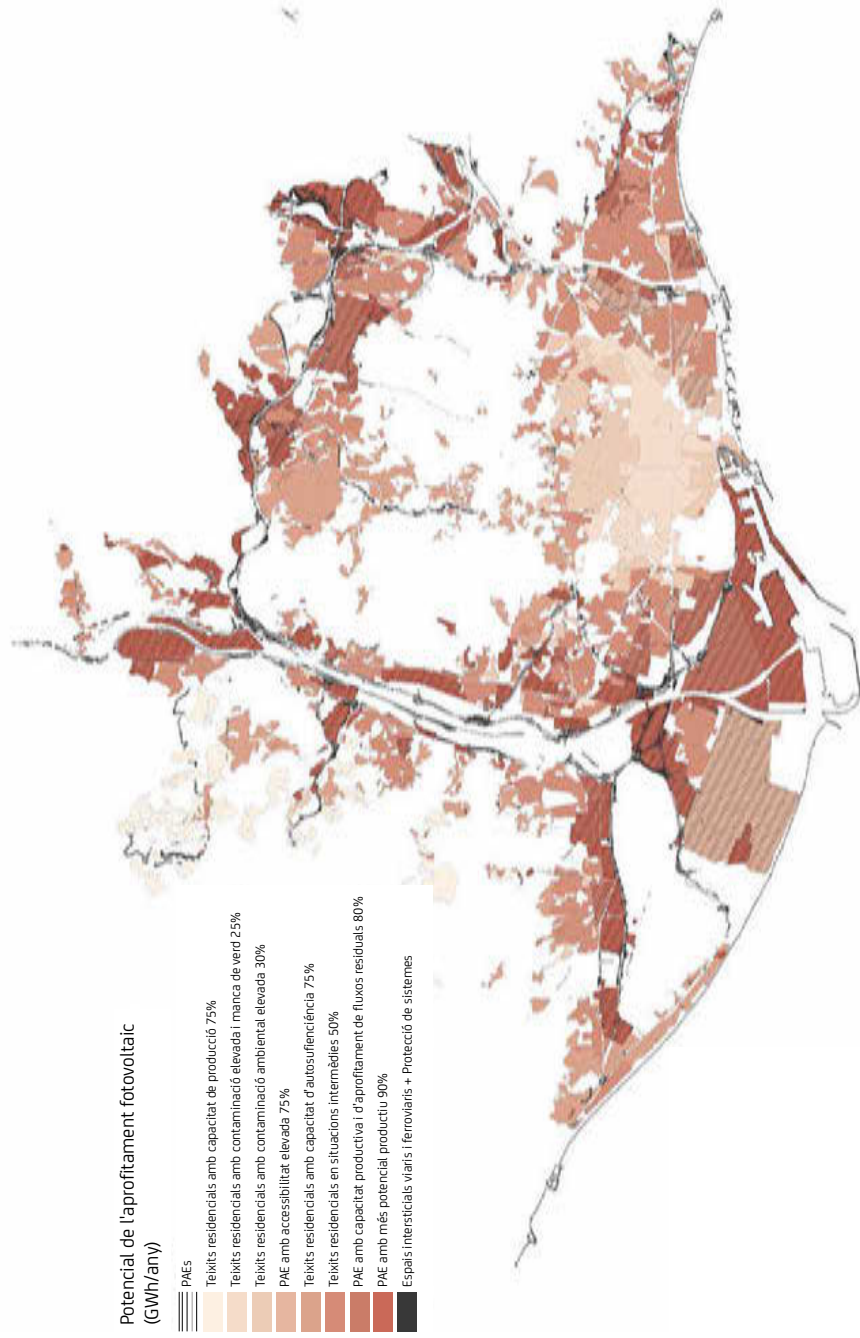 Potencial de l'aprofitament fotovoltaic
(GWh/any)
PAEs
Teixits residencials amb capacitat de producció 75%
Teixits residencials amb contaminació elevada i manca de verd 25%
Teixits residencials amb contaminació ambiental elevada 30%
PAE amb accessibilitat elevada 75%
Teixits residencials amb capacitat d'autosufienciència 75%
Teixits residencials en situacions intermèdies 50%
PAE amb capacitat productiva i d'aprofitament de fluxos residuals 80%
PAE amb més potencial productiu 90%
Espais intersticials viaris i ferroviaris + Protecció de sistemes